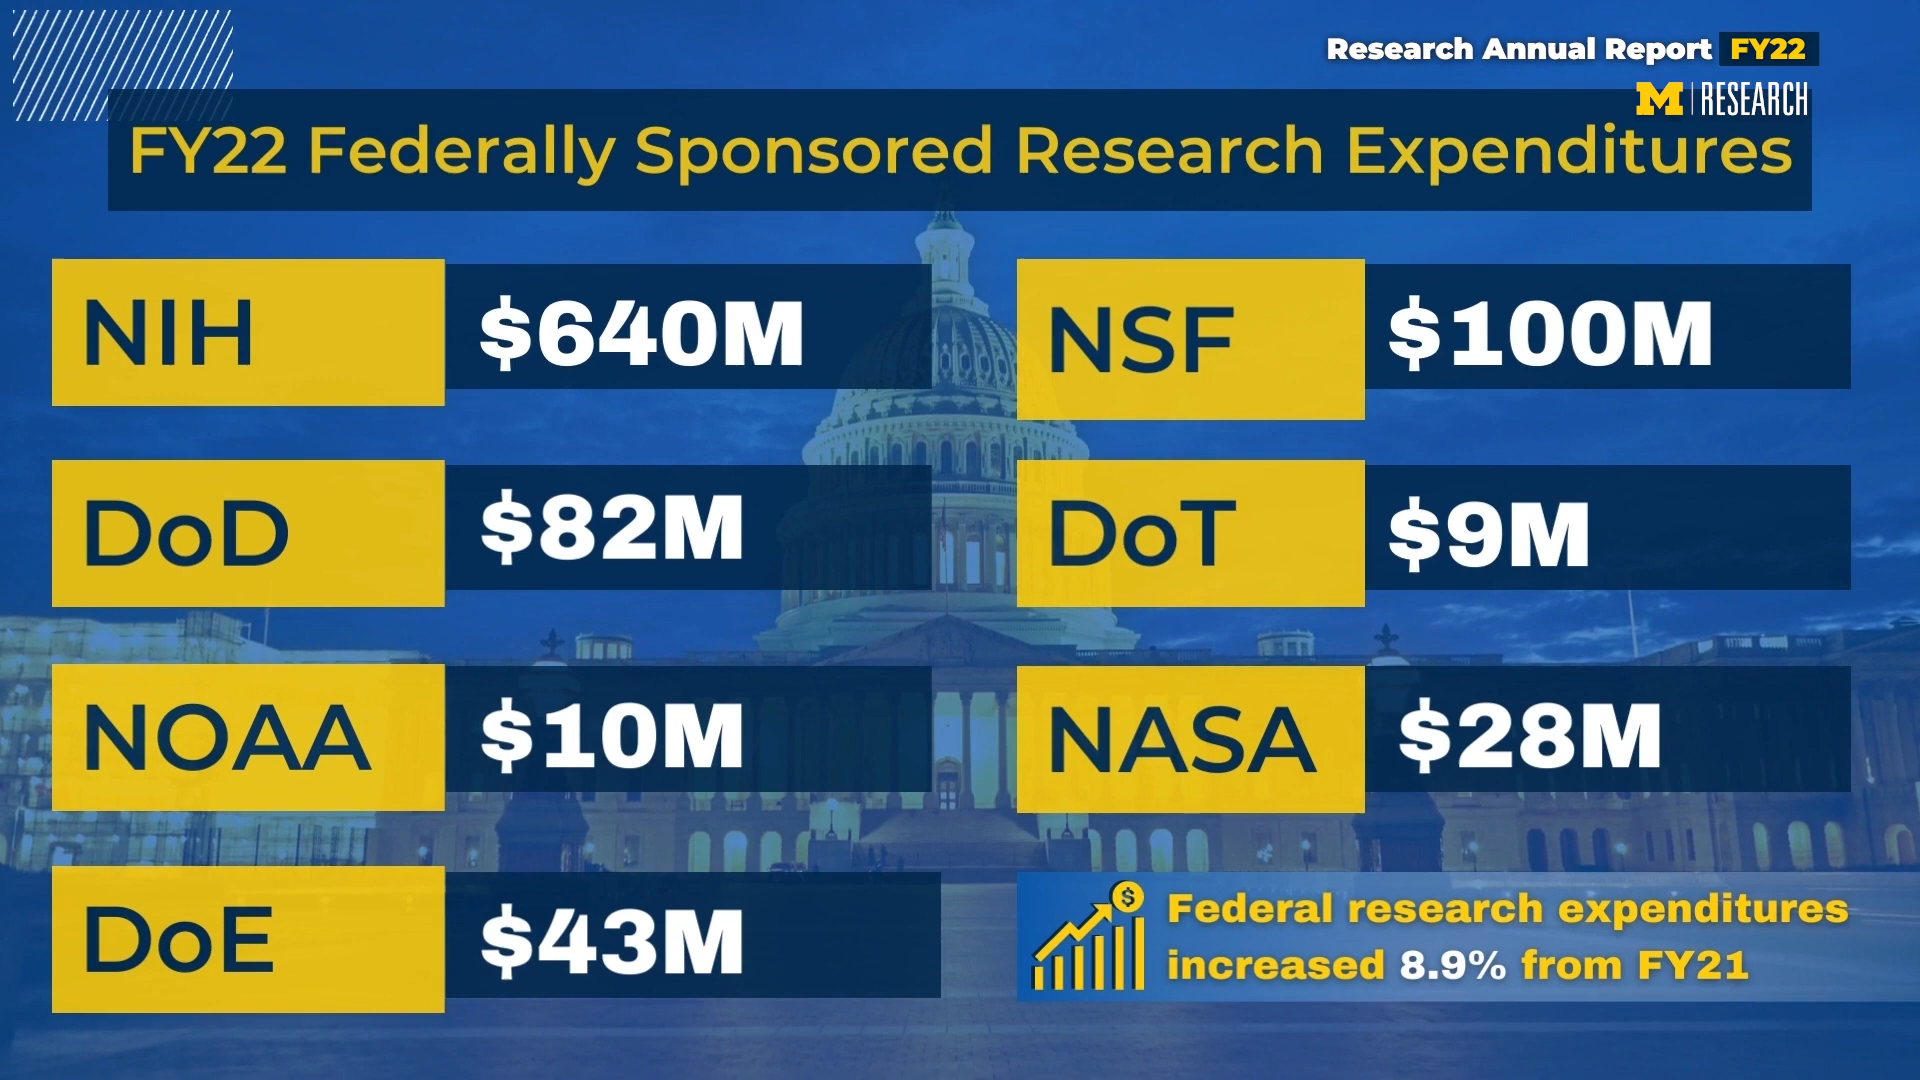 Research Annual Report FY22
M | RESEARCH
FY22 Federally Sponsored Research Expenditures
NIH $640M
NSF $100M
DoD $82M
DoT $9M
NOAA $10M
NASA $28M
DoE $43M
$
Federal research expenditures
increased 8.9% from FY21